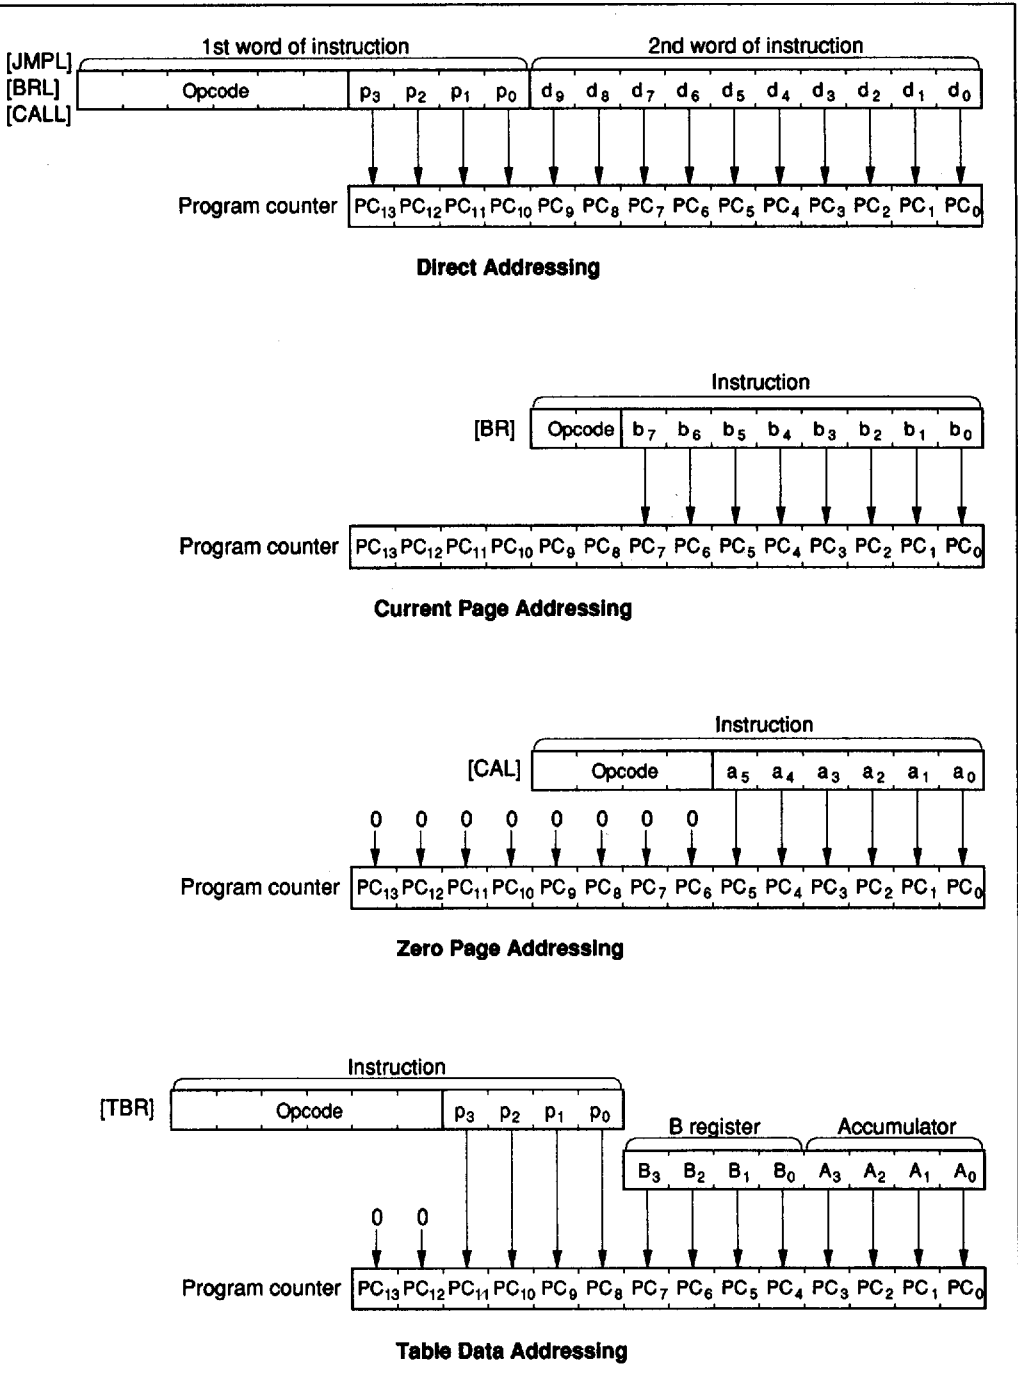 1st word of instruction 2nd word of instruction
[JMPL]
[BRL] Opcode p3 p2 p1 p0 d9 d8 d7 d6 d5 d4 d3 d2 d1 d0
[CALL]
Program counter PC13 PC12 PC11 PC10 PC9 PC8 PC7 PC6 PC5 PC4 PC3 PC2 PC1 PC0
Direct Addressing
Instruction
[BR] Opcode b7 b6 b5 b4 b3 b2 b1 b0
Program counter PC13 PC12 PC11 PC10 PC9 PC8 PC7 PC6 PC5 PC4 PC3 PC2 PC1 PC0
Current Page Addressing
Instruction
[CAL] Opcode a5 a4 a3 a2 a1 a0
0 0 0 0 0 0 0 0
Program counter PC13 PC12 PC11 PC10 PC9 PC8 PC7 PC6 PC5 PC4 PC3 PC2 PC1 PC0
Zero Page Addressing
Instruction
[TBR] Opcode p3 p2 p1 p0
B register Accumulator
B3 B2 B1 B0 A3 A2 A1 A0
0 0
Program counter PC13 PC12 PC11 PC10 PC9 PC8 PC7 PC6 PC5 PC4 PC3 PC2 PC1 PC0
Table Data Addressing